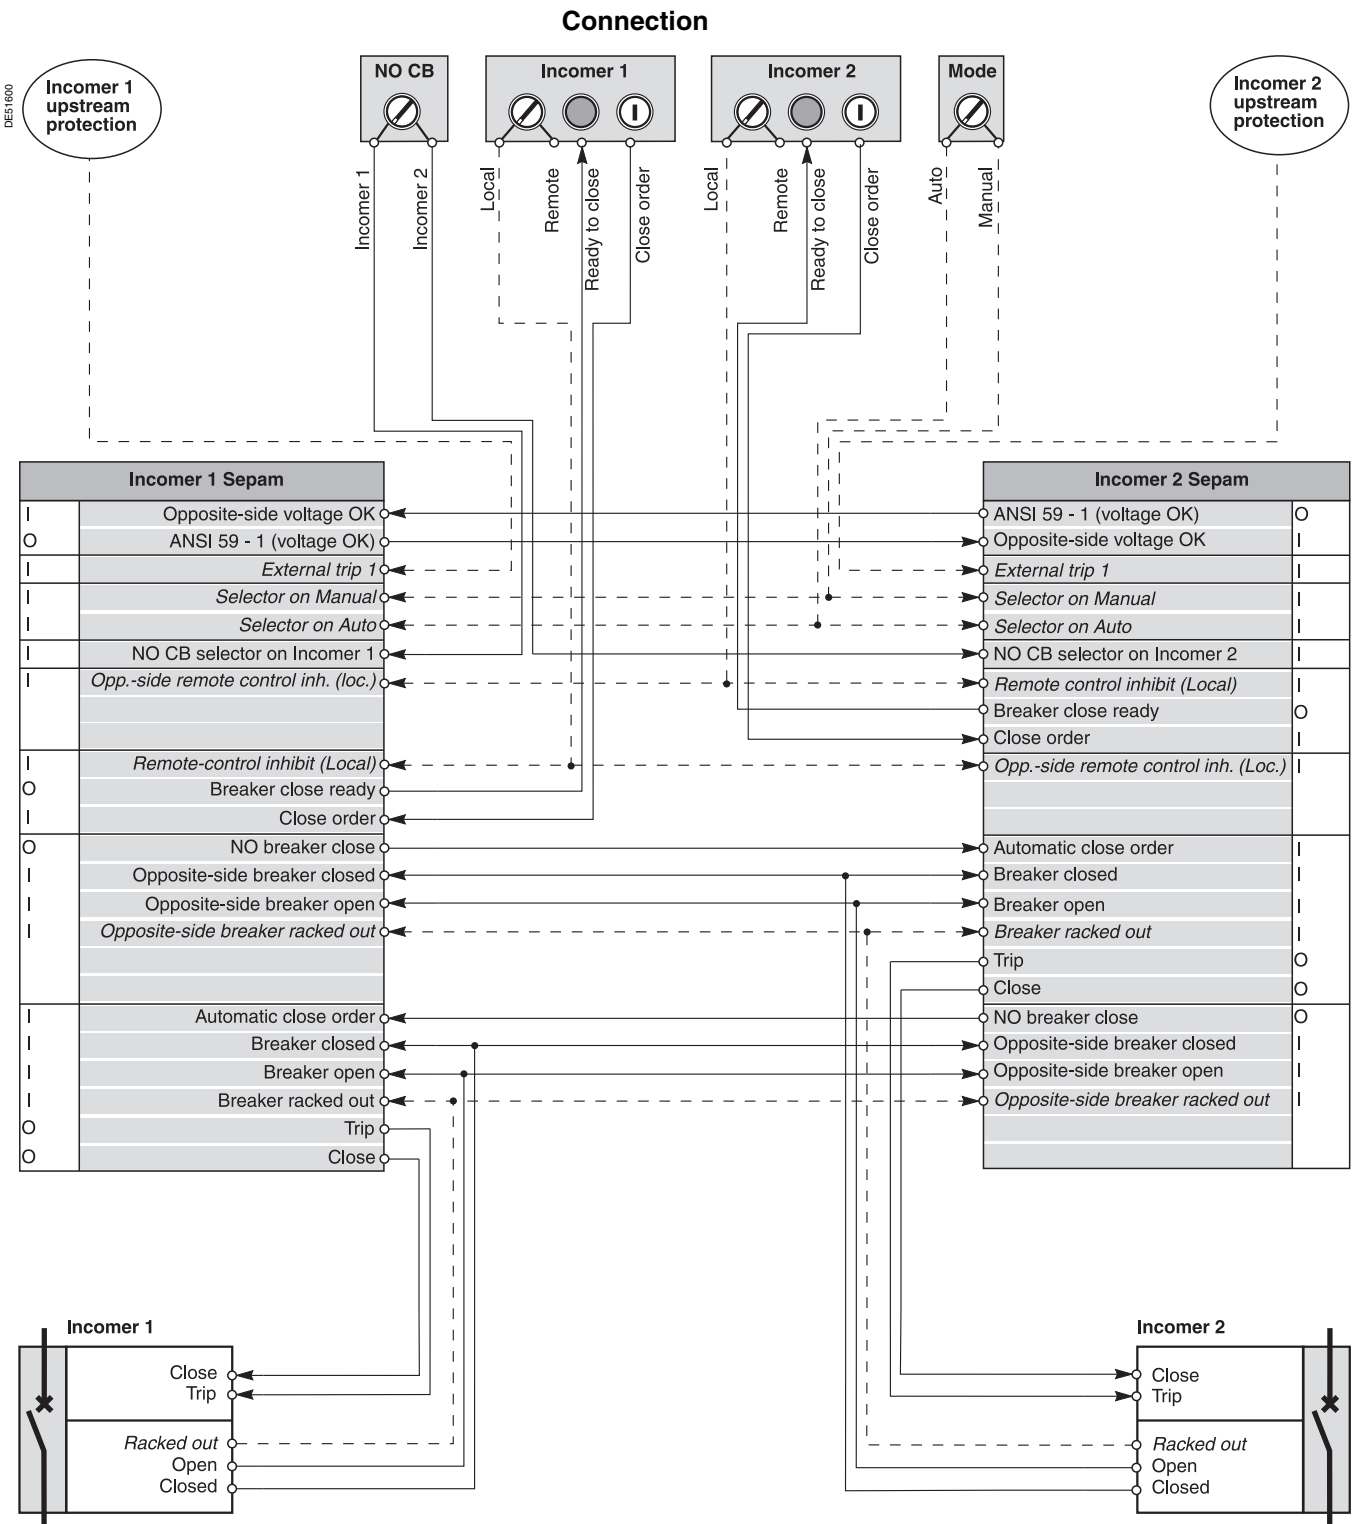 Connection
DE51600
Incomer 1
upstream
protection
NO CB
Incomer 1
Incomer 2
Mode
Incomer 2
upstream
protection
Incomer 1
Incomer 2
Local
Remote
Ready to close
Close order
Local
Remote
Ready to close
Close order
Auto
Manual
Incomer 1 Sepam
I Opposite-side voltage OK
O ANSI 59 - 1 (voltage OK)
I External trip 1
I Selector on Manual
I Selector on Auto
I NO CB selector on Incomer 1
I Opp.-side remote control inh. (loc.)
I Remote-control inhibit (Local)
O Breaker close ready
I Close order
O NO breaker close
I Opposite-side breaker closed
I Opposite-side breaker open
I Opposite-side breaker racked out
I Automatic close order
I Breaker closed
I Breaker open
I Breaker racked out
O Trip
O Close
Incomer 2 Sepam
ANSI 59 - 1 (voltage OK) O
Opposite-side voltage OK I
External trip 1 I
Selector on Manual I
Selector on Auto I
NO CB selector on Incomer 2 I
Remote control inhibit (Local) I
Breaker close ready O
Close order I
Opp.-side remote control inh. (Loc.) I
Automatic close order I
Breaker closed I
Breaker open I
Breaker racked out I
Trip O
Close O
NO breaker close O
Opposite-side breaker closed I
Opposite-side breaker open I
Opposite-side breaker racked out I
Incomer 1
Close
Trip
Racked out
Open
Closed
Incomer 2
Close
Trip
Racked out
Open
Closed